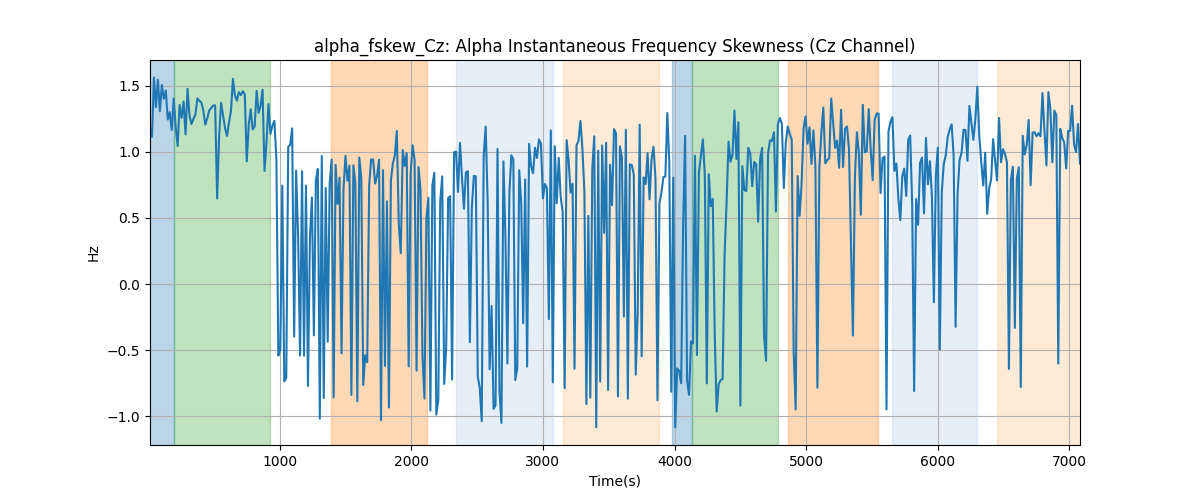 alpha_fskew_Cz: Alpha Instantaneous Frequency Skewness (Cz Channel)
1.5
1.0
0.5
0.0
−0.5
−1.0
Hz
1000 2000 3000 4000 5000 6000 7000
Time(s)